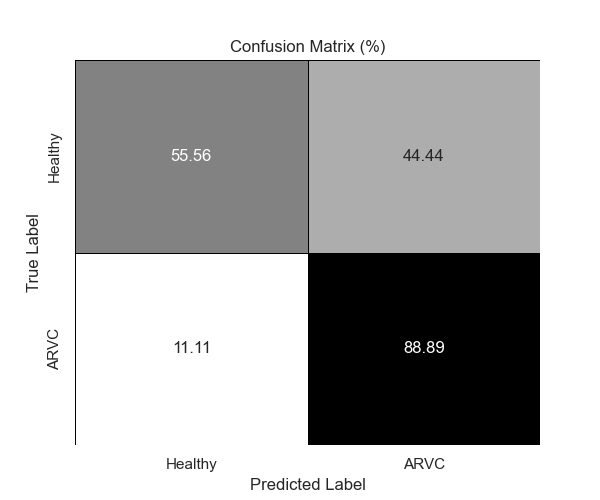 Confusion Matrix (%)
True Label
Healthy
55.56
44.44
ARVC
11.11
88.89
Healthy
ARVC
Predicted Label